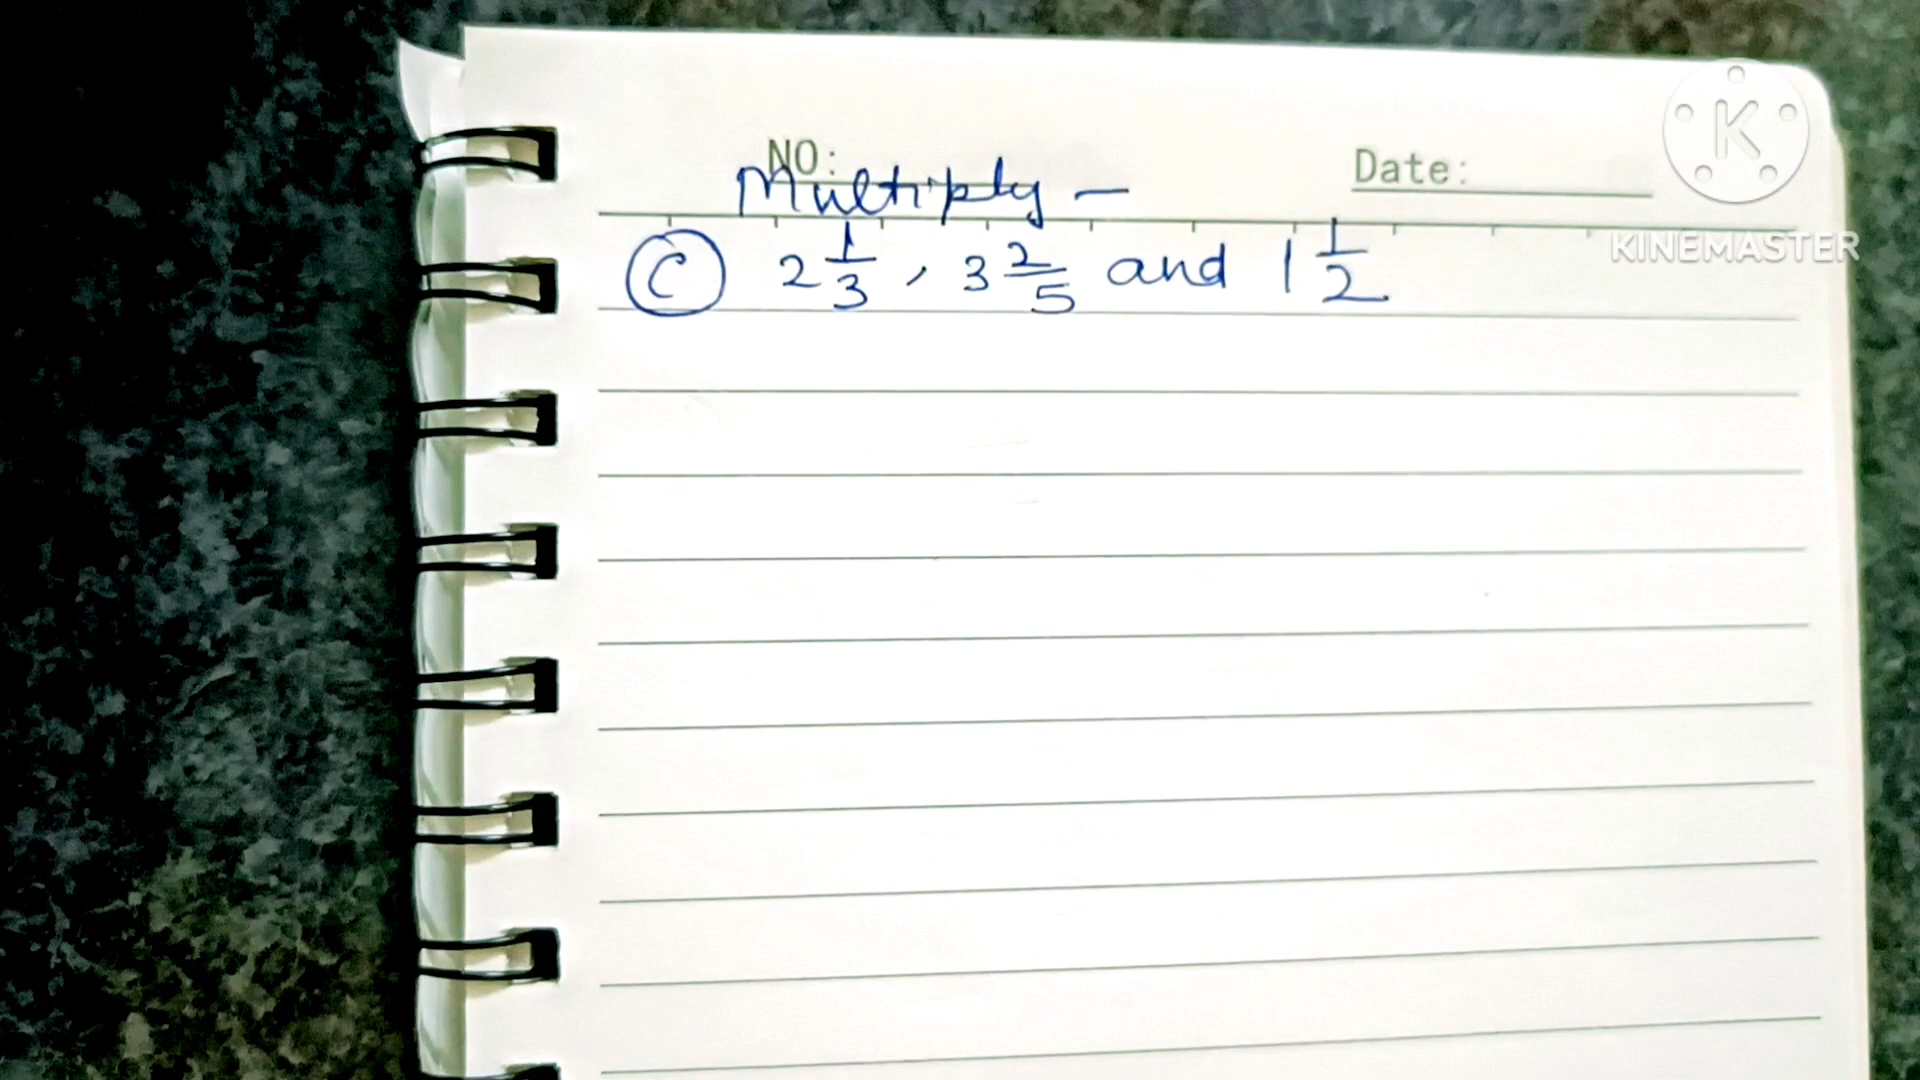 NO:
Date:
Multiply –
C 2 1/3, 3 2/5 and 1 1/2
K
KINEMASTER